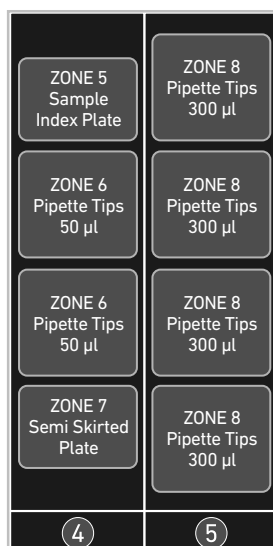 ZONE 5
Sample
Index Plate
ZONE 6
Pipette Tips
50 µl
ZONE 6
Pipette Tips
50 µl
ZONE 7
Semi Skirted
Plate
4
ZONE 8
Pipette Tips
300 µl
ZONE 8
Pipette Tips
300 µl
ZONE 8
Pipette Tips
300 µl
ZONE 8
Pipette Tips
300 µl
5